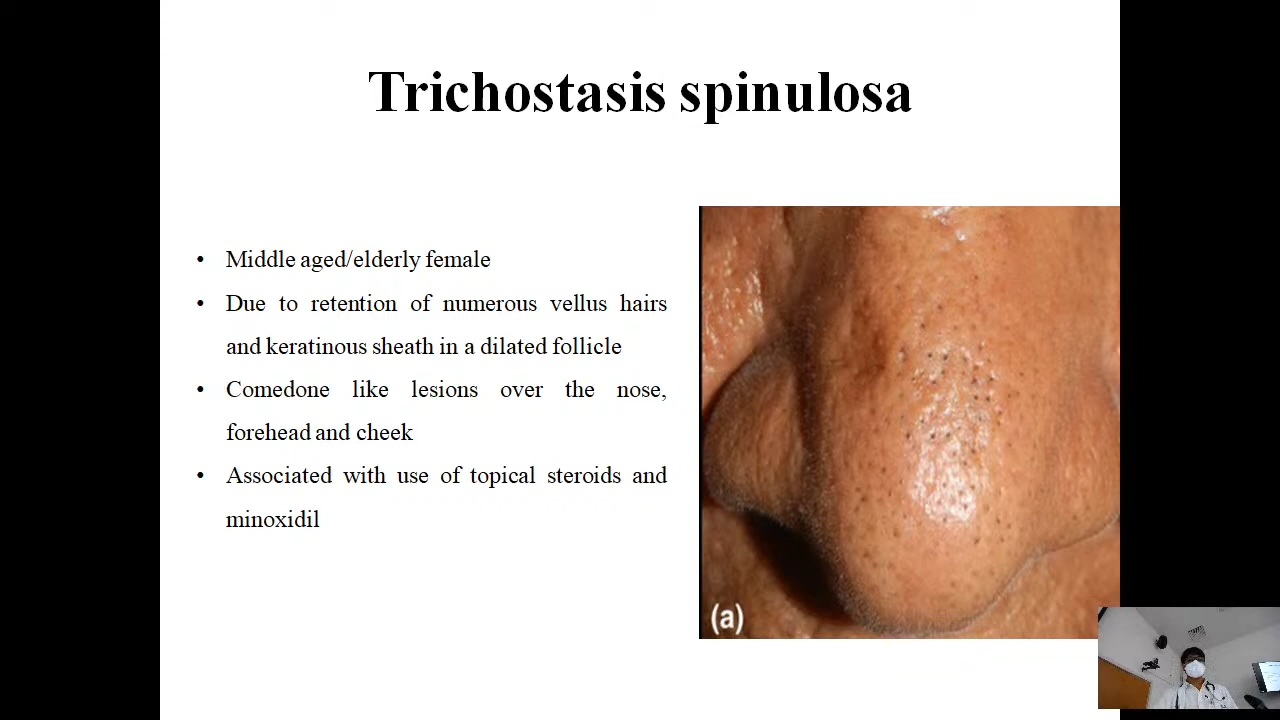 Trichostasis spinulosa
• Middle aged/elderly female
• Due to retention of numerous vellus hairs
and keratinous sheath in a dilated follicle
• Comedone like lesions over the nose,
forehead and cheek
• Associated with use of topical steroids and
minoxidil
(a)